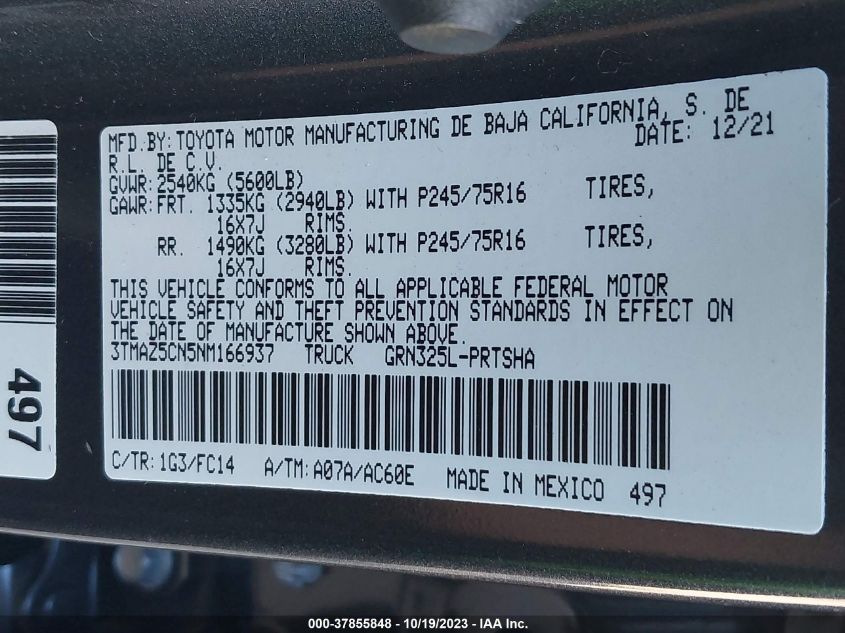 MFD.BY:TOYOTA MOTOR MANUFACTURING DE BAJA CALIFORNIA, S. DE
R.L. DE C.V. DATE: 12/21
GVWR:2540KG (5600LB)
GAWR:FRT. 1335KG (2940LB) WITH P245/75R16 TIRES,
16X7J RIMS.
RR. 1490KG (3280LB) WITH P245/75R16 TIRES,
16X7J RIMS.
THIS VEHICLE CONFORMS TO ALL APPLICABLE FEDERAL MOTOR
VEHICLE SAFETY AND THEFT PREVENTION STANDARDS IN EFFECT ON
THE DATE OF MANUFACTURE SHOWN ABOVE.
3TMAZ5CN5NM166937 TRUCK GRN325L-PRTSHA
C/TR:1G3/FC14 A/TM:A07A/AC60E MADE IN MEXICO 497
497
000-37855848 - 10/19/2023 - IAA Inc.